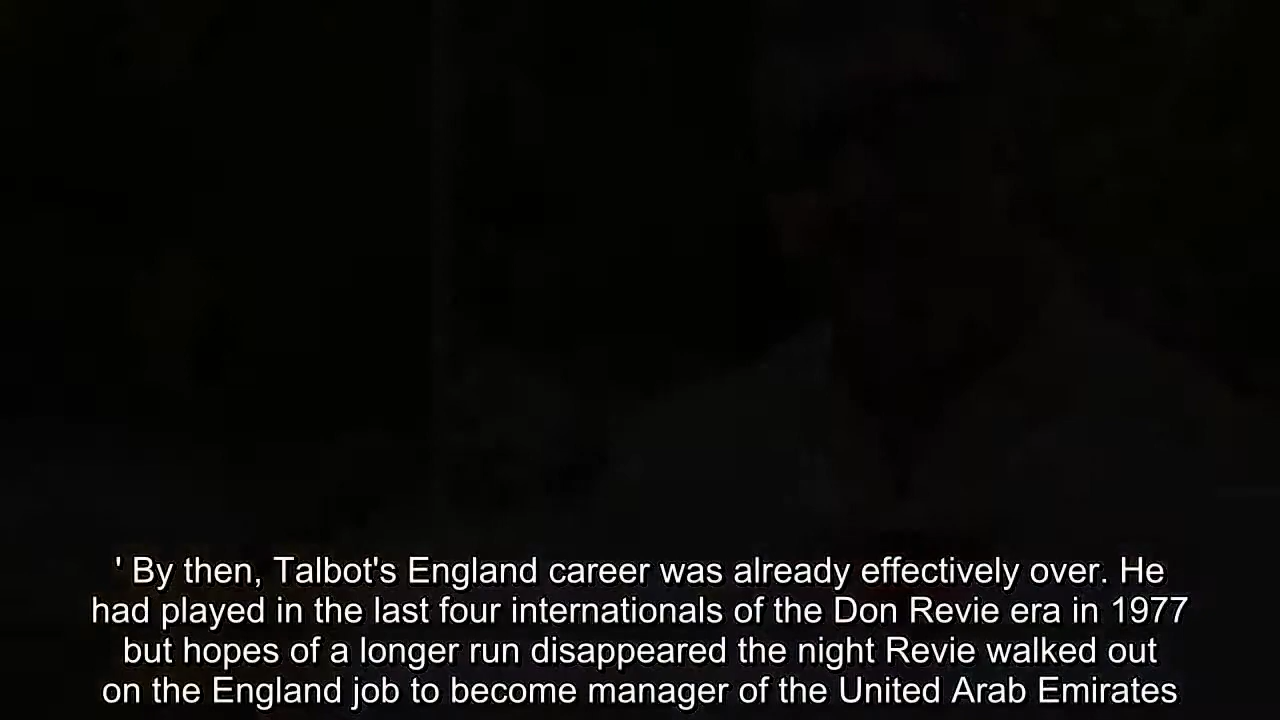 ' By then, Talbot's England career was already effectively over. He
had played in the last four internationals of the Don Revie era in 1977
but hopes of a longer run disappeared the night Revie walked out
on the England job to become manager of the United Arab Emirates